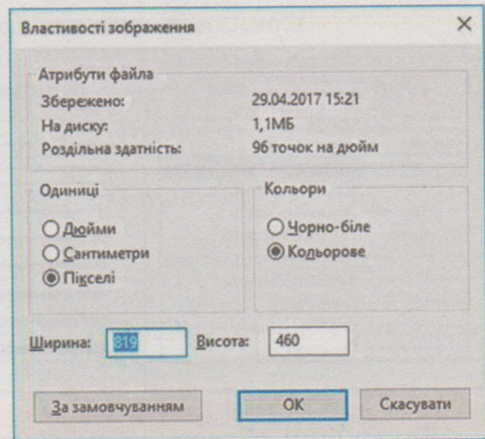 Властивості зображення
Атрибути файла
Збережено: 29.04.2017 15:21
На диску: 1,1МБ
Роздільна здатність: 96 точок на дюйм
Одиниці
Дюйми
Сантиметри
Пікселі
Кольори
Чорно-біле
Кольорове
Ширина: 819 Висота: 460
За замовчуванням OK Скасувати